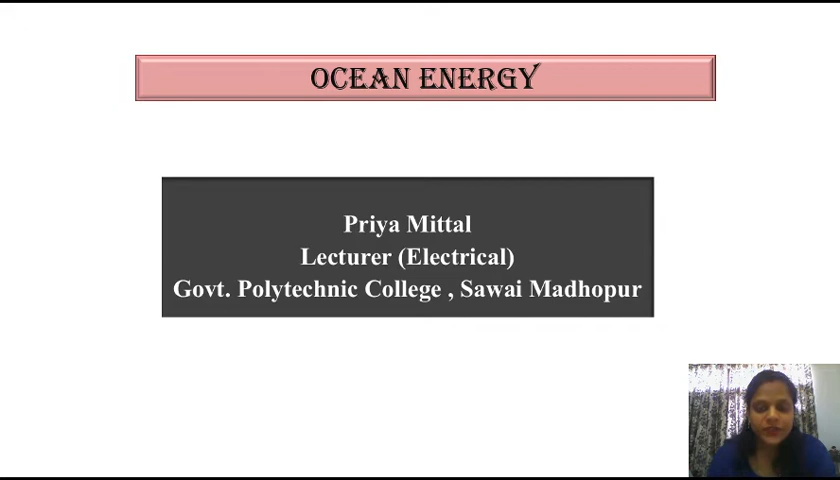 OCEAN ENERGY
Priya Mittal
Lecturer (Electrical)
Govt. Polytechnic College , Sawai Madhopur